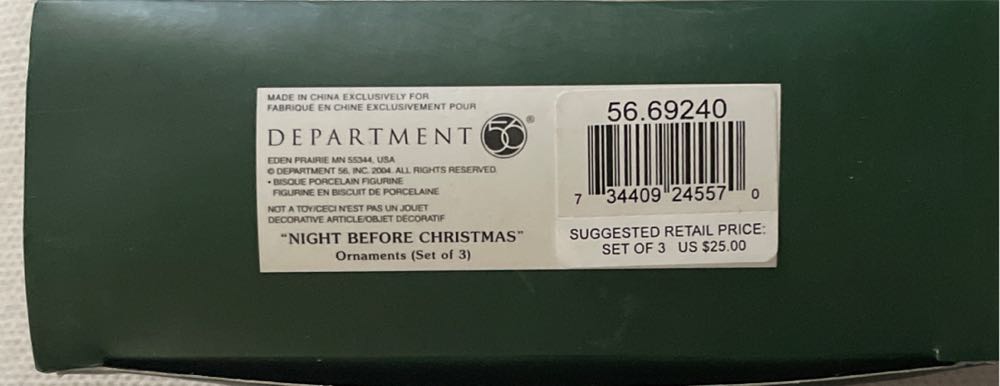 MADE IN CHINA EXCLUSIVELY FOR
FABRIQUÉ EN CHINE EXCLUSIVEMENT POUR
DEPARTMENT 56®
EDEN PRAIRIE MN 55344, USA
© DEPARTMENT 56, INC. 2004. ALL RIGHTS RESERVED.
• BISQUE PORCELAIN FIGURINE
FIGURINE EN BISCUIT DE PORCELAINE
NOT A TOY/CECI N'EST PAS UN JOUET
DECORATIVE ARTICLE/OBJET DÉCORATIF
"NIGHT BEFORE CHRISTMAS"
Ornaments (Set of 3)
56.69240
7 34409 24557 0
SUGGESTED RETAIL PRICE:
SET OF 3 US $25.00